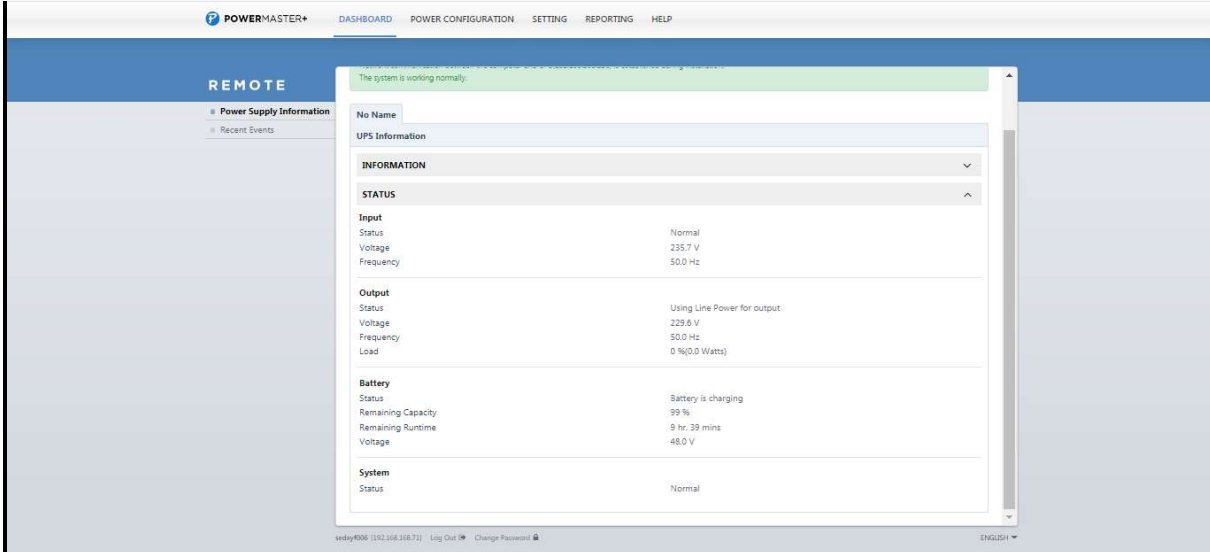 POWERMASTER+ DASHBOARD POWER CONFIGURATION SETTING REPORTING HELP
REMOTE
The system is working normally.
Power Supply Information
Recent Events
No Name
UPS Information
INFORMATION
STATUS
Input
Status Normal
Voltage 235.7 V
Frequency 50.0 Hz
Output
Status Using Line Power for output
Voltage 229.6 V
Frequency 50.0 Hz
Load 0 %(0.0 Watts)
Battery
Status Battery is charging
Remaining Capacity 99 %
Remaining Runtime 9 hr. 39 mins
Voltage 48.0 V
System
Status Normal
(192.168.168.71) Log Out Change Password ENGLISH